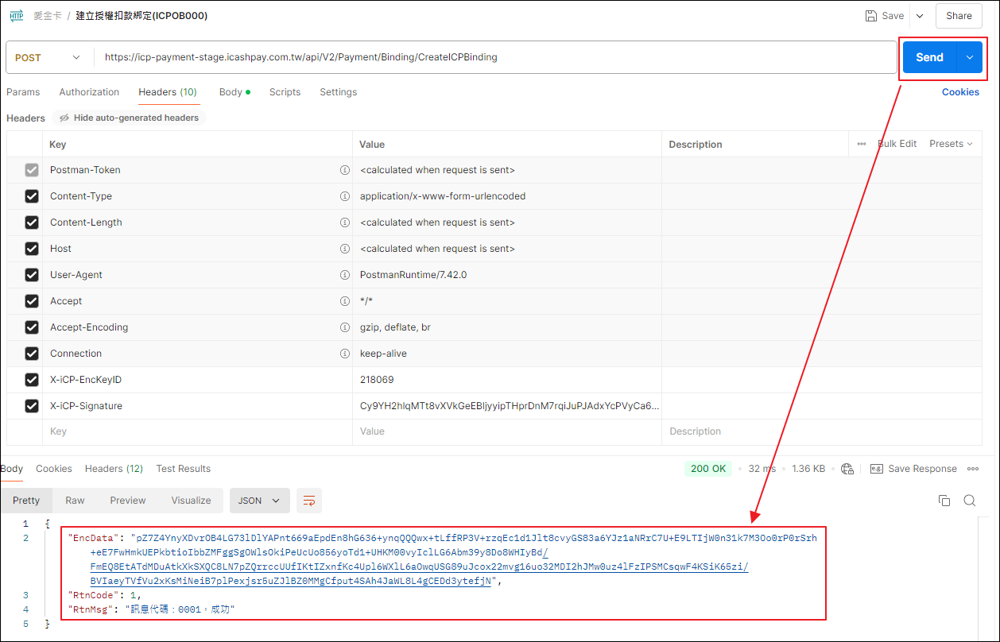 HTTP 愛金卡 / 建立授權扣款綁定(ICPOB000) Save Share
POST https://icp-payment-stage.icashpay.com.tw/api/V2/Payment/Binding/CreateICPBinding Send
Params Authorization Headers (10) Body Scripts Settings Cookies
Headers Hide auto-generated headers
Key Value Description ••• Bulk Edit Presets
Postman-Token <calculated when request is sent>
Content-Type application/x-www-form-urlencoded
Content-Length <calculated when request is sent>
Host <calculated when request is sent>
User-Agent PostmanRuntime/7.42.0
Accept */*
Accept-Encoding gzip, deflate, br
Connection keep-alive
X-iCP-EncKeyID 218069
X-iCP-Signature Cy9YH2hlqMTt8vXVkGeEBljyyipTHprDnM7rqiJuPJAdxYcPVyCa6...
Key Value Description
Body Cookies Headers (12) Test Results 200 OK • 32 ms • 1.36 KB • e.g. Save Response
Pretty Raw Preview Visualize JSON
1 {
2 "EncData": "pZ7Z4YnyXDvrOB4LG73lDlYAPnt669aEpdEn8hG636+ynqQQQwx+tLffRP3V+rzqEc1d1Jlt8cvyGS83a6YJz1aNRrC7U+E9LTIjW0n31k7M3Oo0rP0rSrh
+eE7FwHmkUEPkbtioIbbZMFggSgOWlsOkiPeUcUo856yoTd1+UHKM00vyIclLG6Abm39y8Do8WHIyBd/
FmEQ8EtATdMDuAtkXkSXQC8LN7pZQrrccUUfIKtIZxnfKc4Upl6WXlL6aOwqUSG89uJcox22mvg16uo32MDI2hJMw0uz4lFzIPSMCsqwF4KSiK65zi/
BVIaeyTVfVu2xKsMiNeiB7plPexjsr5uZJlBZ0MMgCfput4SAh4JaWL8L4gCEDd3ytefjN",
3 "RtnCode": 1,
4 "RtnMsg": "訊息代碼：0001，成功"
5 }